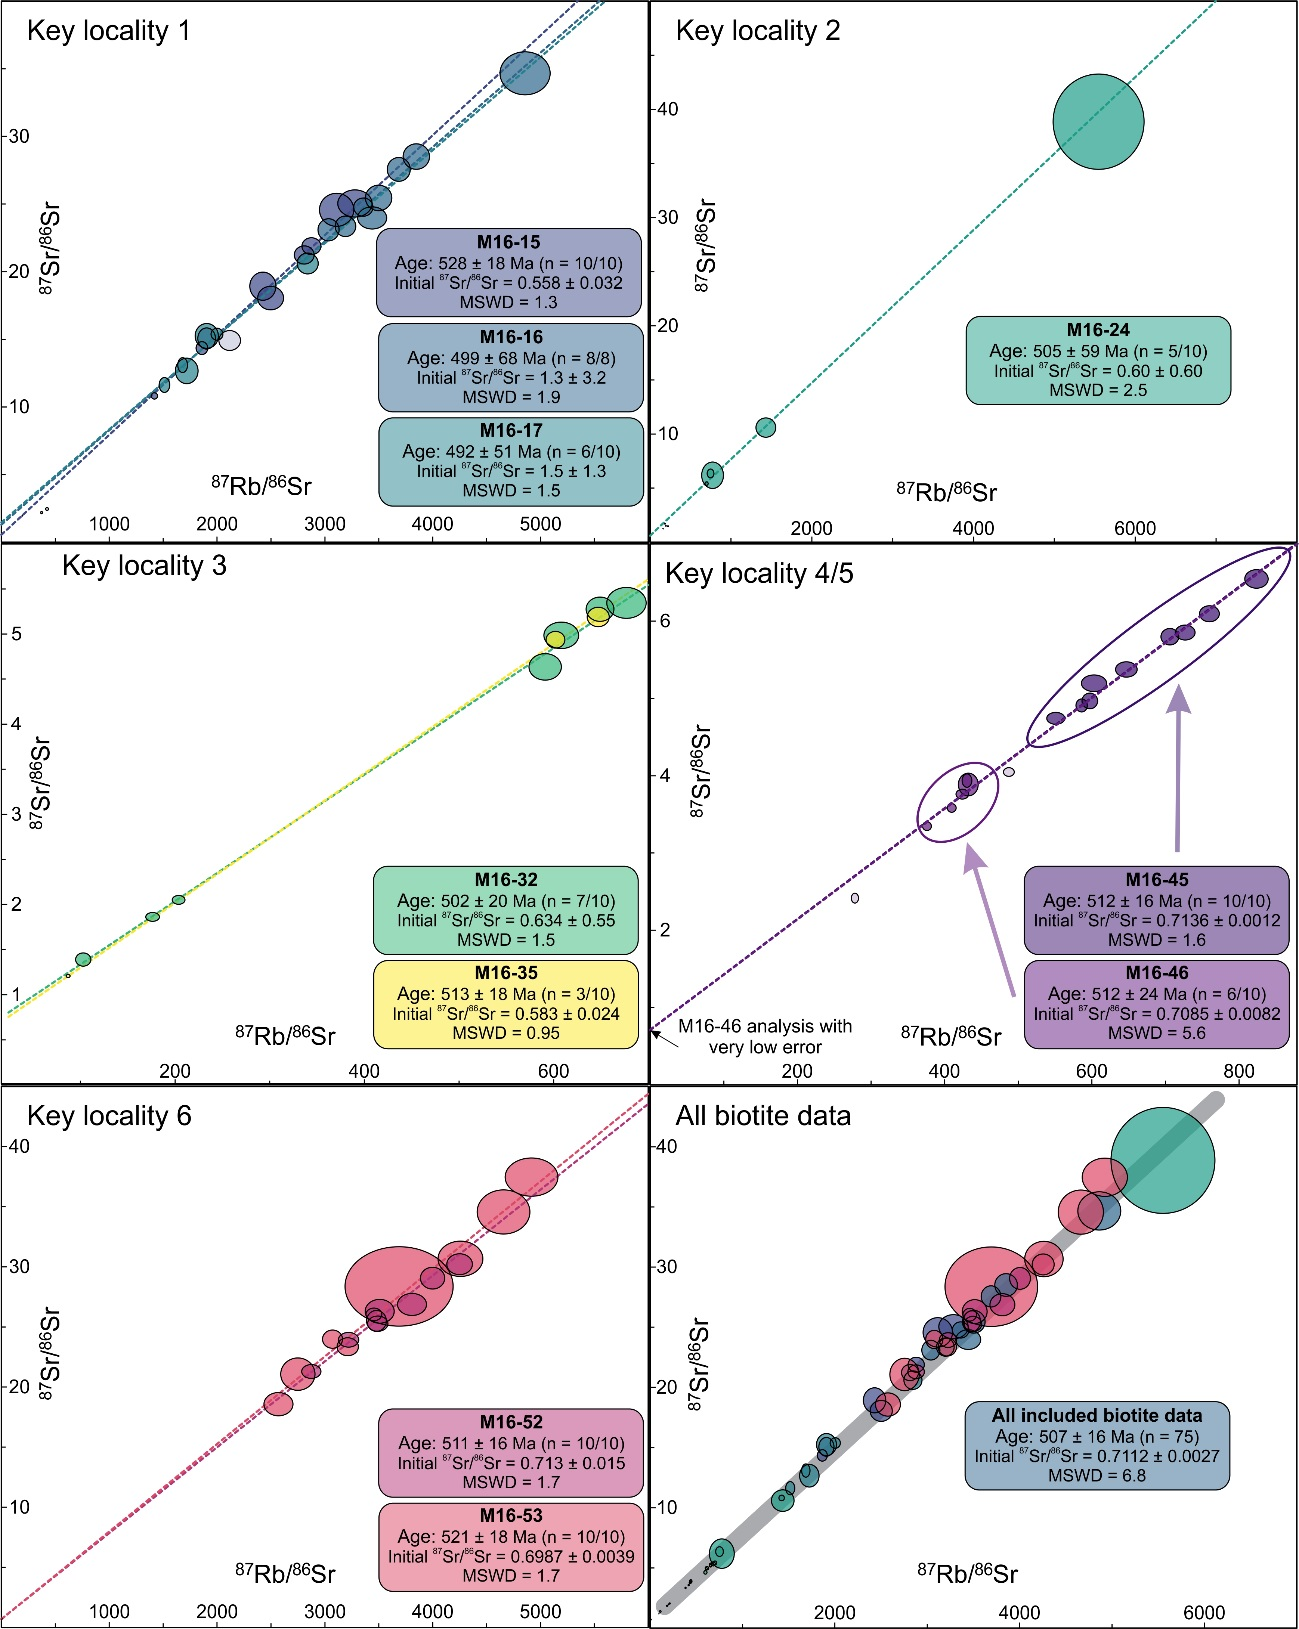 Key locality 1
30
20
10
⁸⁷Sr/⁸⁶Sr
M16-15
Age: 528 ± 18 Ma (n = 10/10)
Initial ⁸⁷Sr/⁸⁶Sr = 0.558 ± 0.032
MSWD = 1.3
M16-16
Age: 499 ± 68 Ma (n = 8/8)
Initial ⁸⁷Sr/⁸⁶Sr = 1.3 ± 3.2
MSWD = 1.9
M16-17
Age: 492 ± 51 Ma (n = 6/10)
Initial ⁸⁷Sr/⁸⁶Sr = 1.5 ± 1.3
MSWD = 1.5
⁸⁷Rb/⁸⁶Sr
1000 2000 3000 4000 5000
Key locality 2
40
30
20
10
⁸⁷Sr/⁸⁶Sr
M16-24
Age: 505 ± 59 Ma (n = 5/10)
Initial ⁸⁷Sr/⁸⁶Sr = 0.60 ± 0.60
MSWD = 2.5
⁸⁷Rb/⁸⁶Sr
2000 4000 6000
Key locality 3
5
4
3
2
1
⁸⁷Sr/⁸⁶Sr
M16-32
Age: 502 ± 20 Ma (n = 7/10)
Initial ⁸⁷Sr/⁸⁶Sr = 0.634 ± 0.55
MSWD = 1.5
M16-35
Age: 513 ± 18 Ma (n = 3/10)
Initial ⁸⁷Sr/⁸⁶Sr = 0.583 ± 0.024
MSWD = 0.95
⁸⁷Rb/⁸⁶Sr
200 400 600
Key locality 4/5
6
4
2
⁸⁷Sr/⁸⁶Sr
M16-45
Age: 512 ± 16 Ma (n = 10/10)
Initial ⁸⁷Sr/⁸⁶Sr = 0.7136 ± 0.0012
MSWD = 1.6
M16-46
Age: 512 ± 24 Ma (n = 6/10)
Initial ⁸⁷Sr/⁸⁶Sr = 0.7085 ± 0.0082
MSWD = 5.6
M16-46 analysis with
very low error
⁸⁷Rb/⁸⁶Sr
200 400 600 800
Key locality 6
40
30
20
10
⁸⁷Sr/⁸⁶Sr
M16-52
Age: 511 ± 16 Ma (n = 10/10)
Initial ⁸⁷Sr/⁸⁶Sr = 0.713 ± 0.015
MSWD = 1.7
M16-53
Age: 521 ± 18 Ma (n = 10/10)
Initial ⁸⁷Sr/⁸⁶Sr = 0.6987 ± 0.0039
MSWD = 1.7
⁸⁷Rb/⁸⁶Sr
1000 2000 3000 4000 5000
All biotite data
40
30
20
10
⁸⁷Sr/⁸⁶Sr
All included biotite data
Age: 507 ± 16 Ma (n = 75)
Initial ⁸⁷Sr/⁸⁶Sr = 0.7112 ± 0.0027
MSWD = 6.8
⁸⁷Rb/⁸⁶Sr
2000 4000 6000